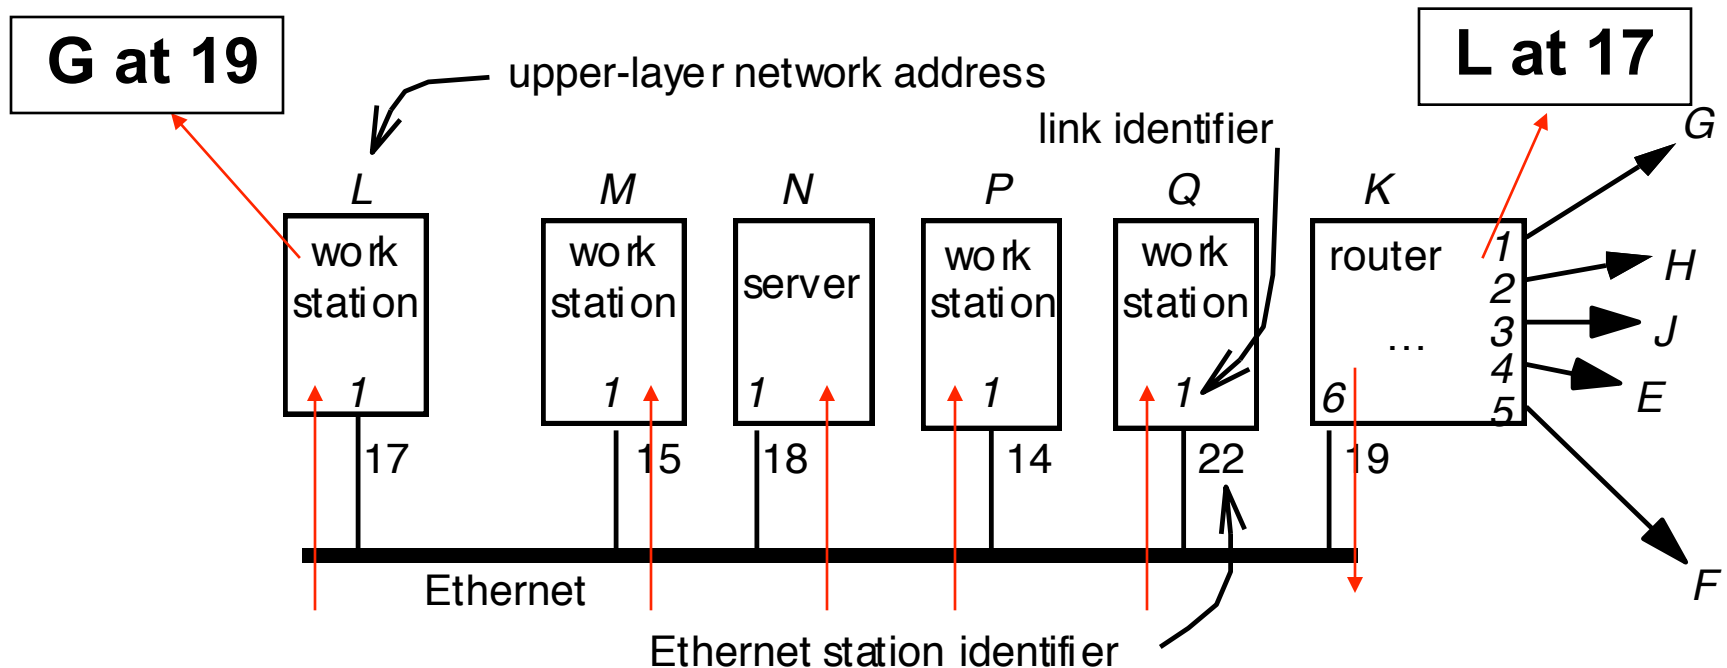 G at 19
L at 17
upper-layer network address
link identifier
G
L M N P Q K
work station
work station
server
work station
work station
router
...
1
2
3
4
5
H
J
E
F
1 1 1 1 1 6
17 15 18 14 22 19
Ethernet
Ethernet station identifier